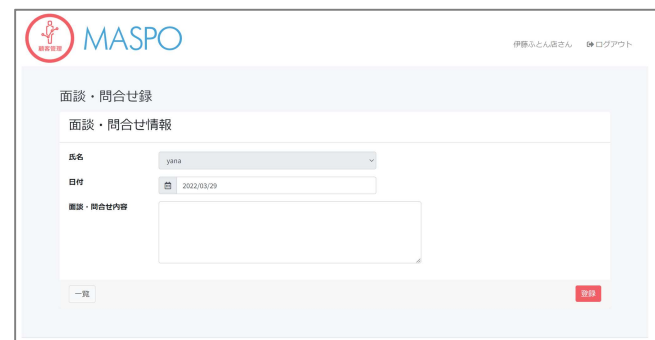 顧客管理
MASPO
伊藤ふとん店さん ログアウト
面談・問合せ録
面談・問合せ情報
氏名
yana
日付
2022/03/29
面談・問合せ内容
一覧
登録